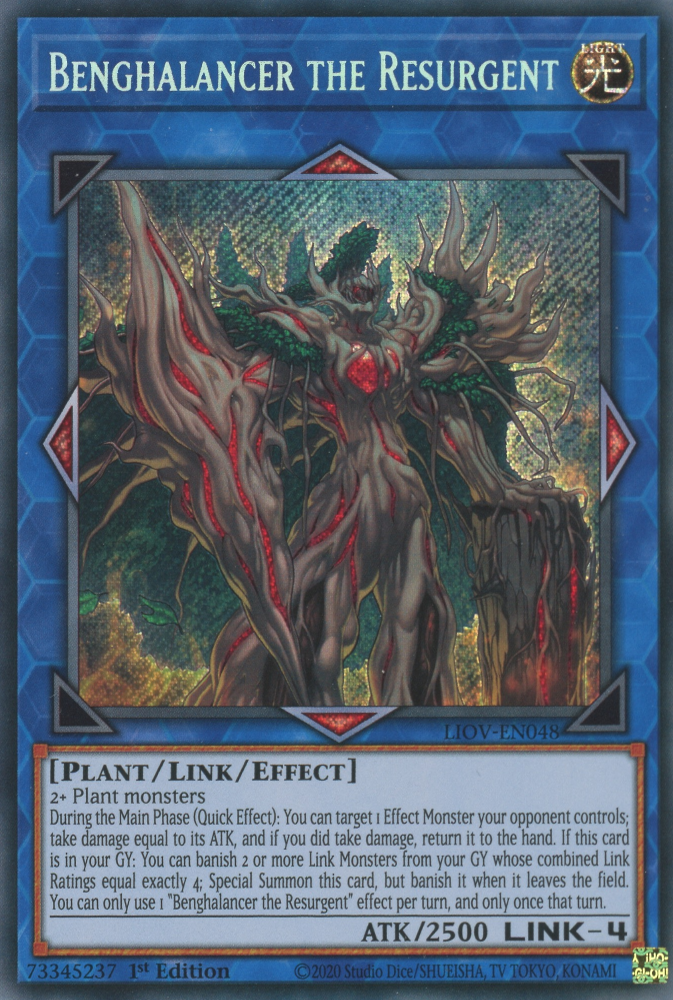 BENGHALANCER THE RESURGENT
LIGHT
光
LIOV-EN048
[PLANT/LINK/EFFECT]
2+ Plant monsters
During the Main Phase (Quick Effect): You can target 1 Effect Monster your opponent controls;
take damage equal to its ATK, and if you did take damage, return it to the hand. If this card
is in your GY: You can banish 2 or more Link Monsters from your GY whose combined Link
Ratings equal exactly 4; Special Summon this card, but banish it when it leaves the field.
You can only use 1 "Benghalancer the Resurgent" effect per turn, and only once that turn.
ATK/2500 LINK-4
73345237 1st Edition ©2020 Studio Dice/SHUEISHA, TV TOKYO, KONAMI